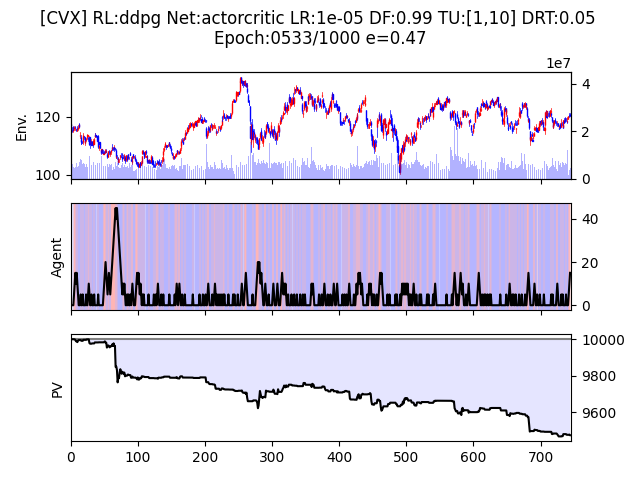 [CVX] RL:ddpg Net:actorcritic LR:1e-05 DF:0.99 TU:[1,10] DRT:0.05
Epoch:0533/1000 e=0.47
1e7
Env.
120
100
4
2
0
Agent
40
20
0
PV
10000
9800
9600
0 100 200 300 400 500 600 700